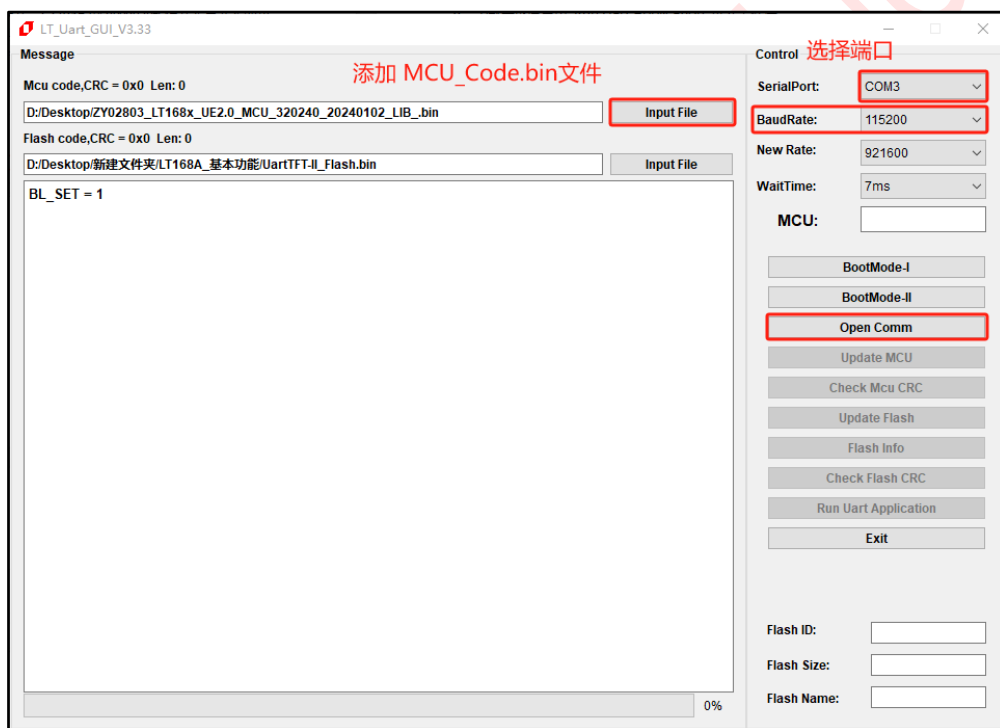 LT_Uart_GUI_V3.33
Message
添加 MCU_Code.bin文件
Mcu code,CRC = 0x0 Len: 0
D:/Desktop/ZY02803_LT168x_UE2.0_MCU_320240_20240102_LIB_.bin
Input File
Flash code,CRC = 0x0 Len: 0
D:/Desktop/新建文件夹/LT168A_基本功能/UartTFT-II_Flash.bin
Input File
BL_SET = 1
0%
Control 选择端口
SerialPort: COM3
BaudRate: 115200
New Rate: 921600
WaitTime: 7ms
MCU:
BootMode-I
BootMode-II
Open Comm
Update MCU
Check Mcu CRC
Update Flash
Flash Info
Check Flash CRC
Run Uart Application
Exit
Flash ID:
Flash Size:
Flash Name: